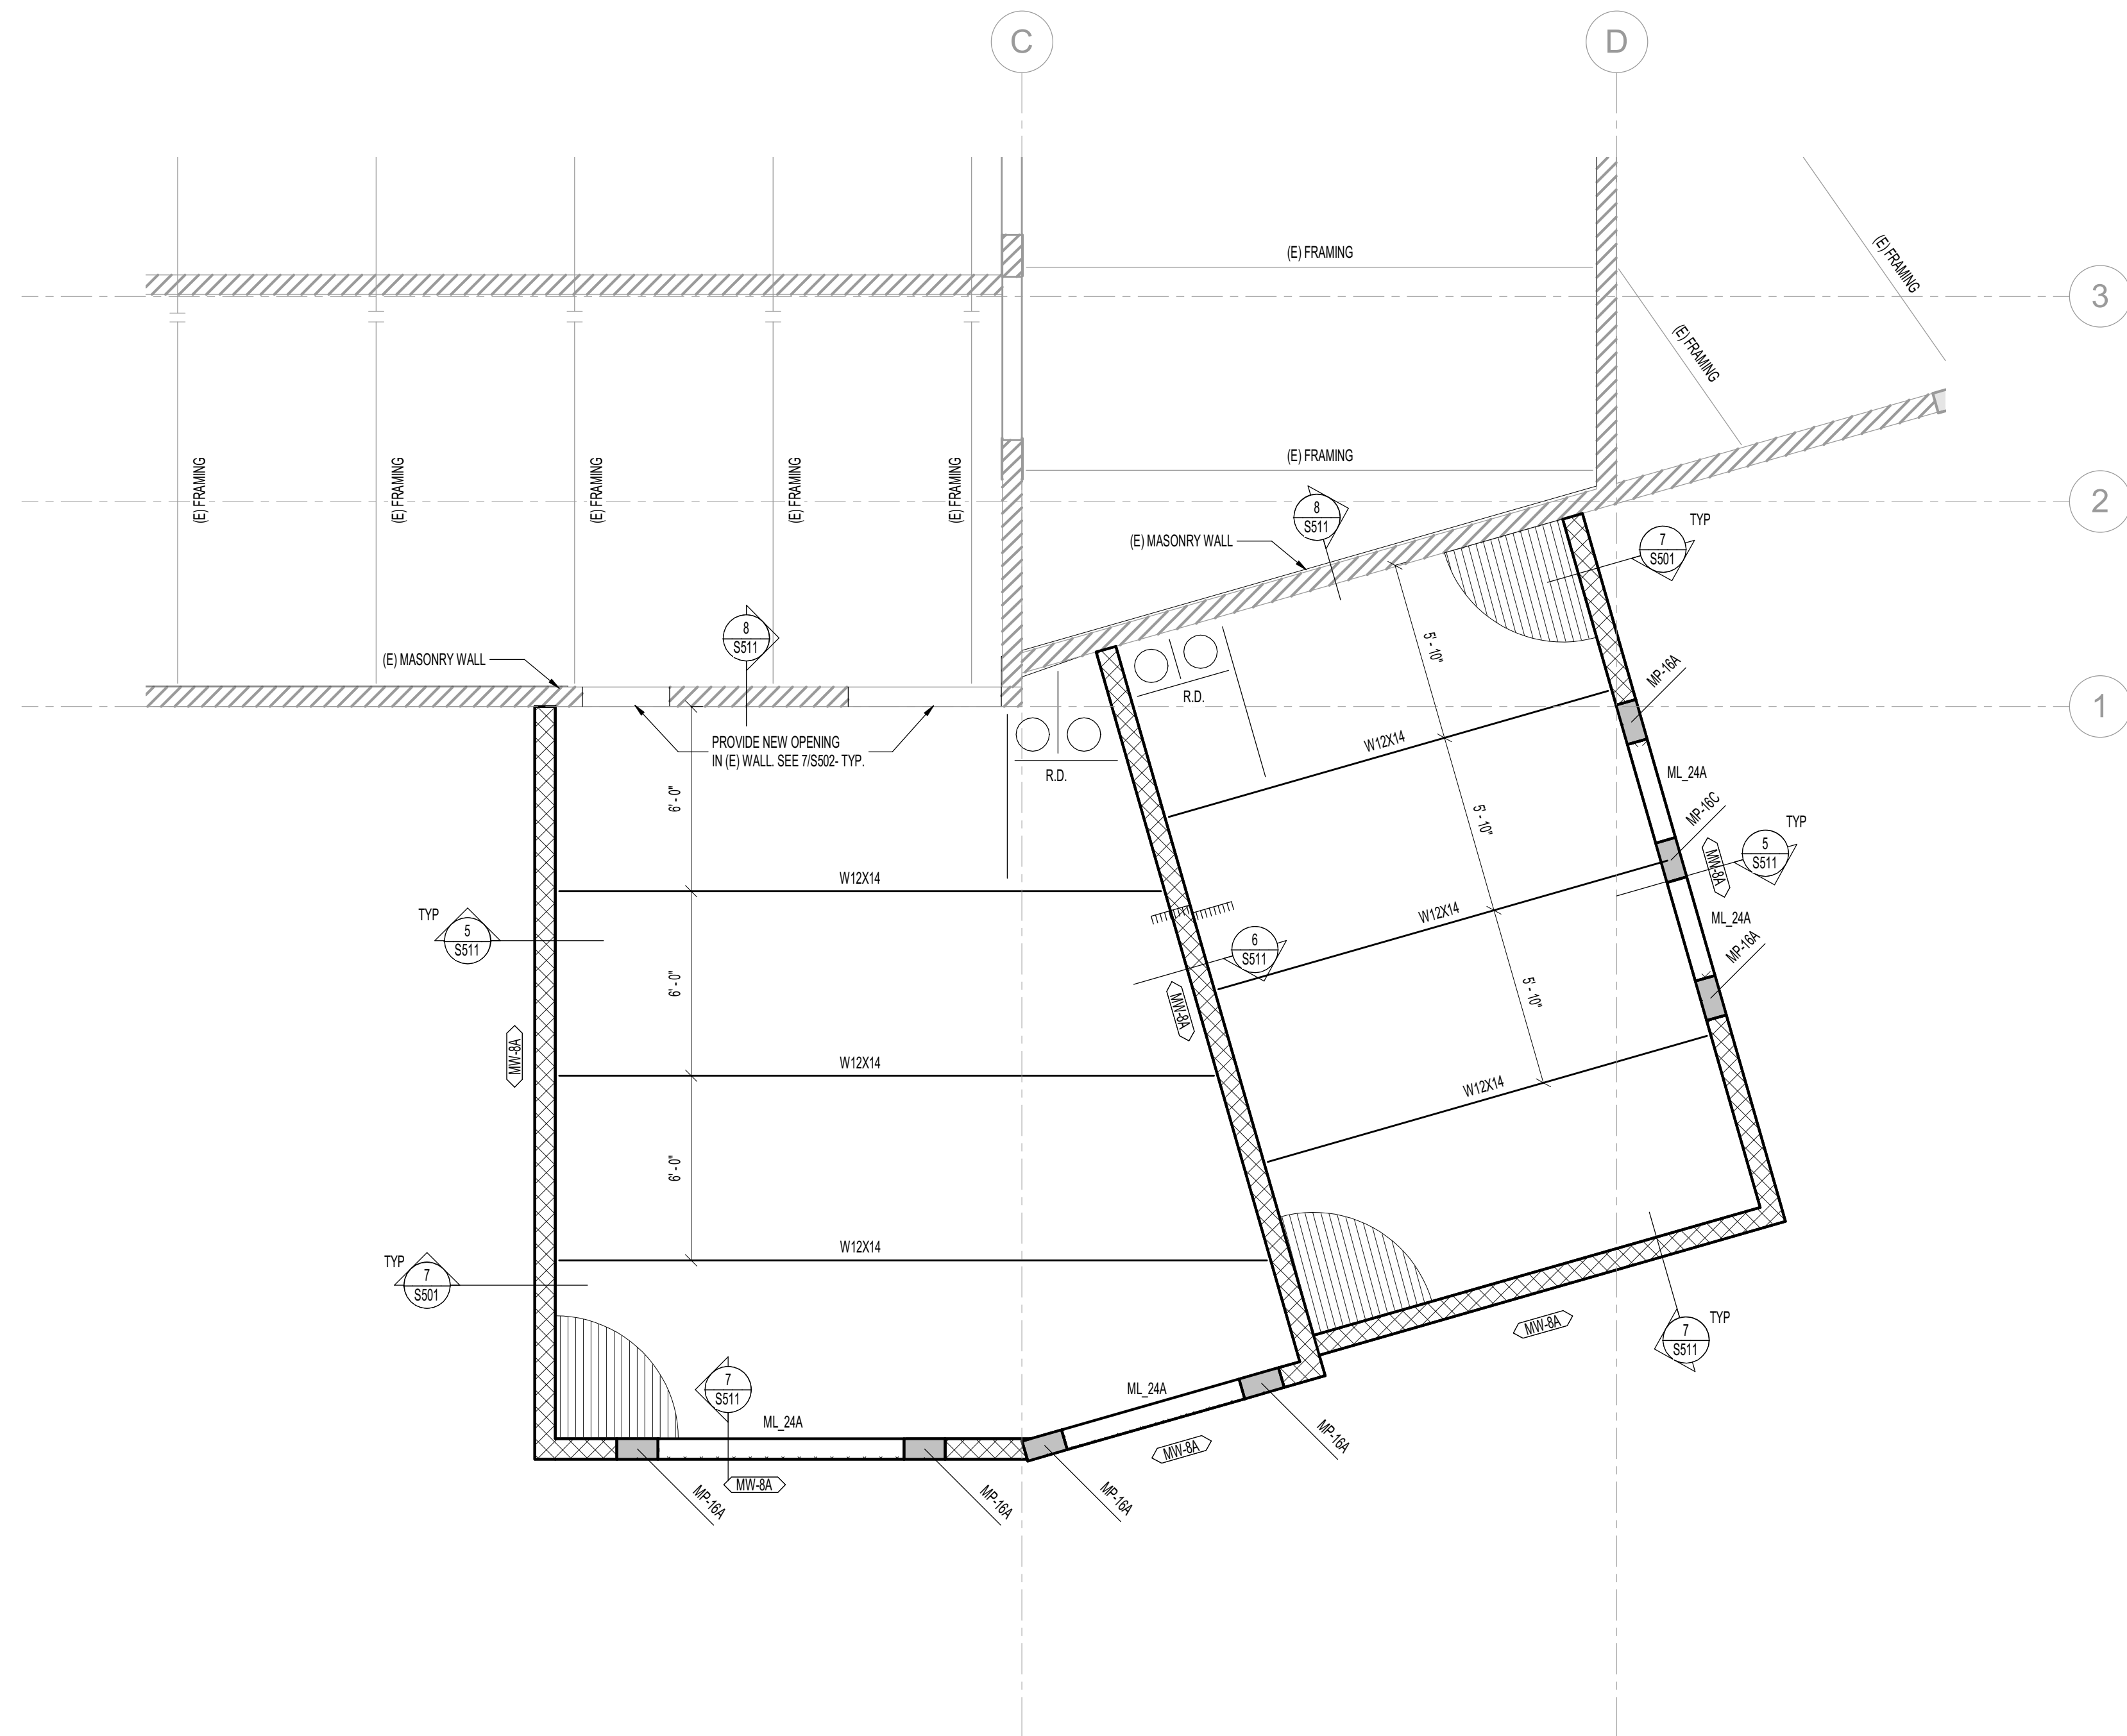 C
D
(E) FRAMING
(E) FRAMING
3
(E) FRAMING
(E) FRAMING
(E) FRAMING
(E) FRAMING
(E) FRAMING
(E) FRAMING
(E) FRAMING
(E) FRAMING
2
8
S511
(E) MASONRY WALL
TYP
7
S501
8
S511
(E) MASONRY WALL
5' - 10"
MP-16A
R.D.
1
PROVIDE NEW OPENING
IN (E) WALL. SEE 7/S502- TYP.
R.D.
W12X14
ML_24A
6' - 0"
5' - 10"
MP-16C
TYP
5
S511
MW-8A
W12X14
W12X14
ML_24A
MP-16A
TYP
5
S511
6
S511
6' - 0"
5' - 10"
MW-8A
MW-8A
W12X14
W12X14
6' - 0"
W12X14
TYP
7
S501
MW-8A
TYP
7
S511
7
S511
ML_24A
ML_24A
MP-16A
MW-8A
MW-8A
MP-16A
MP-16A
MP-16A